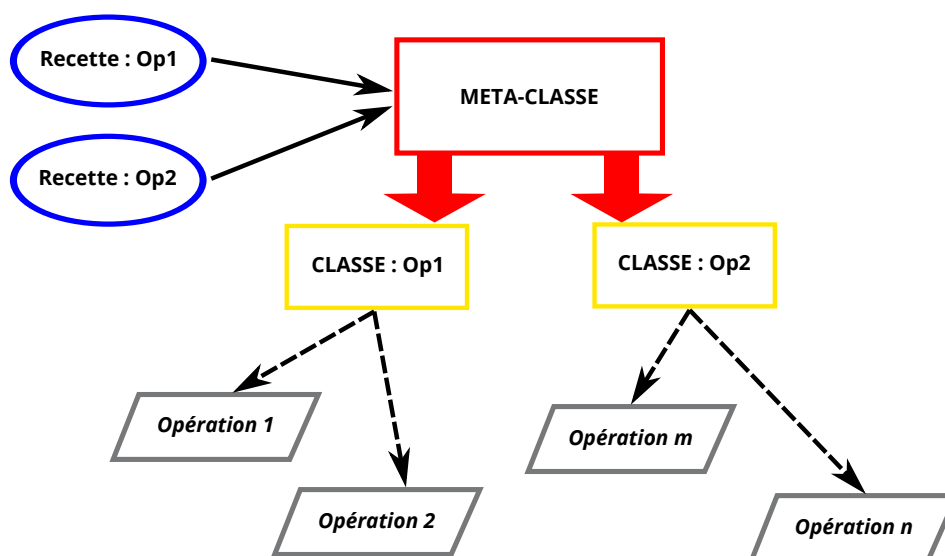 Recette : Op1
META-CLASSE
Recette : Op2
CLASSE : Op1
CLASSE : Op2
Opération 1
Opération m
Opération 2
Opération n